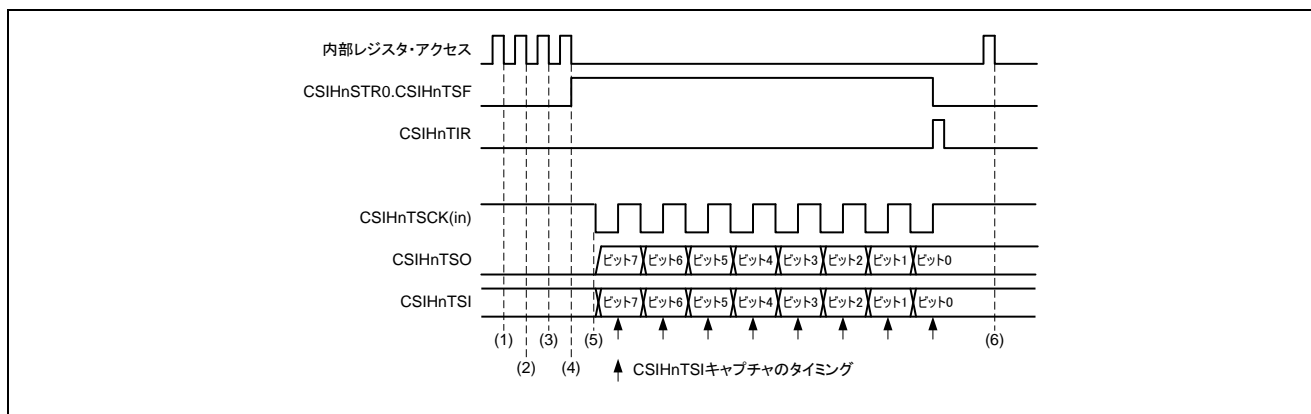 内部レジスタ・アクセス
CSIHnSTR0.CSIHnTSF
CSIHnTIR
CSIHnTSCK(in)
CSIHnTSO ビット7 ビット6 ビット5 ビット4 ビット3 ビット2 ビット1 ビット0
CSIHnTSI ビット7 ビット6 ビット5 ビット4 ビット3 ビット2 ビット1 ビット0
(1) (3) (5) (6)
(2) (4) CSIHnTSIキャプチャのタイミング